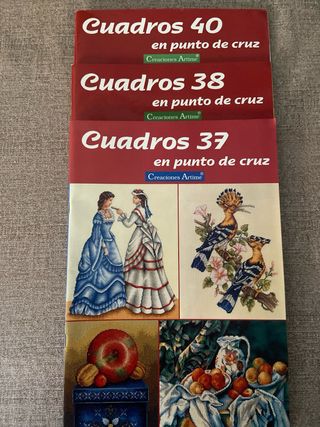 Cuadros 40
en punto de cruz
Creaciones Artime®
Cuadros 38
en punto de cruz
Creaciones Artime®
Cuadros 37
en punto de cruz
Creaciones Artime®